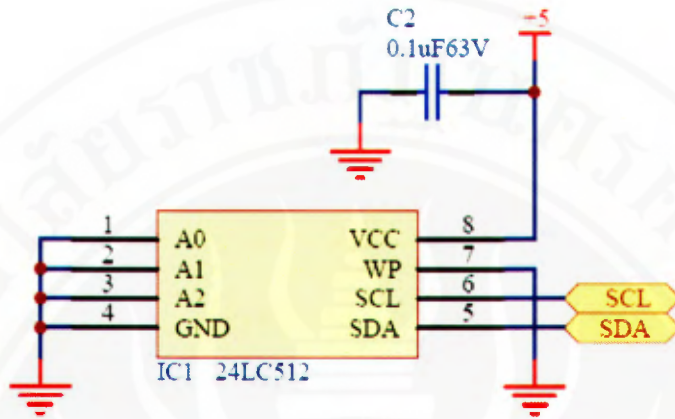 C2
0.1uF63V
+5
1 A0 VCC 8
2 A1 WP 7
3 A2 SCL 6 SCL
4 GND SDA 5 SDA
IC1 24LC512